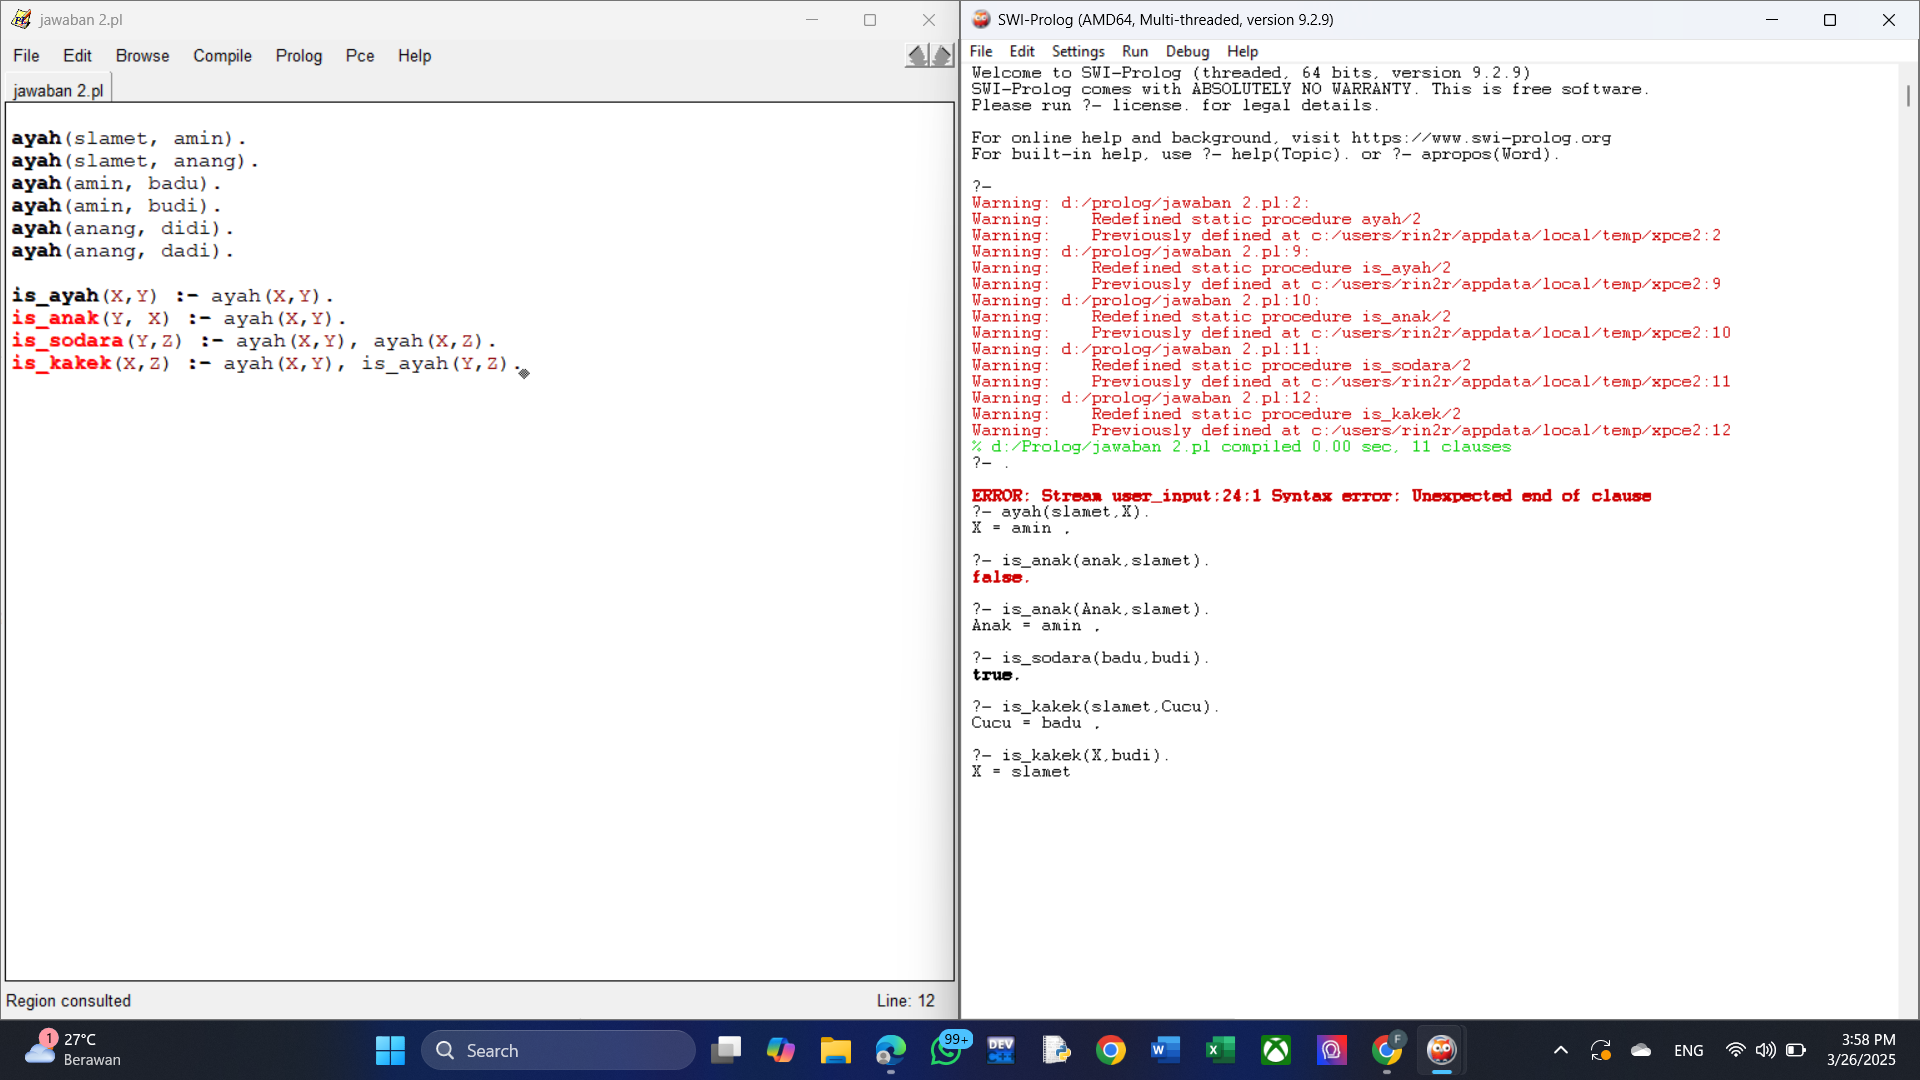 jawaban 2.pl
File Edit Browse Compile Prolog Pce Help
jawaban 2.pl
ayah(slamet, amin).
ayah(slamet, anang).
ayah(amin, badu).
ayah(amin, budi).
ayah(anang, didi).
ayah(anang, dadi).
is_ayah(X,Y) :- ayah(X,Y).
is_anak(Y, X) :- ayah(X,Y).
is_sodara(Y,Z) :- ayah(X,Y), ayah(X,Z).
is_kakek(X,Z) :- ayah(X,Y), is_ayah(Y,Z).
Region consulted
Line: 12
SWI-Prolog (AMD64, Multi-threaded, version 9.2.9)
File Edit Settings Run Debug Help
Welcome to SWI-Prolog (threaded, 64 bits, version 9.2.9)
SWI-Prolog comes with ABSOLUTELY NO WARRANTY. This is free software.
Please run ?- license. for legal details.
For online help and background, visit https://www.swi-prolog.org
For built-in help, use ?- help(Topic). or ?- apropos(Word).
?-
Warning: d:/prolog/jawaban 2.pl:2:
Warning:    Redefined static procedure ayah/2
Warning:    Previously defined at c:/users/rin2r/appdata/local/temp/xpce2:2
Warning: d:/prolog/jawaban 2.pl:9:
Warning:    Redefined static procedure is_ayah/2
Warning:    Previously defined at c:/users/rin2r/appdata/local/temp/xpce2:9
Warning: d:/prolog/jawaban 2.pl:10:
Warning:    Redefined static procedure is_anak/2
Warning:    Previously defined at c:/users/rin2r/appdata/local/temp/xpce2:10
Warning: d:/prolog/jawaban 2.pl:11:
Warning:    Redefined static procedure is_sodara/2
Warning:    Previously defined at c:/users/rin2r/appdata/local/temp/xpce2:11
Warning: d:/prolog/jawaban 2.pl:12:
Warning:    Redefined static procedure is_kakek/2
Warning:    Previously defined at c:/users/rin2r/appdata/local/temp/xpce2:12
% d:/Prolog/jawaban 2.pl compiled 0.00 sec, 11 clauses
?- .
ERROR: Stream user_input:24:1 Syntax error: Unexpected end of clause
?- ayah(slamet,X).
X = amin .
?- is_anak(anak,slamet).
false.
?- is_anak(Anak,slamet).
Anak = amin .
?- is_sodara(badu,budi).
true.
?- is_kakek(slamet,Cucu).
Cucu = badu .
?- is_kakek(X,budi).
X = slamet
1
27°C
Berawan
Search
99+
DEV
F
ENG
3:58 PM
3/26/2025